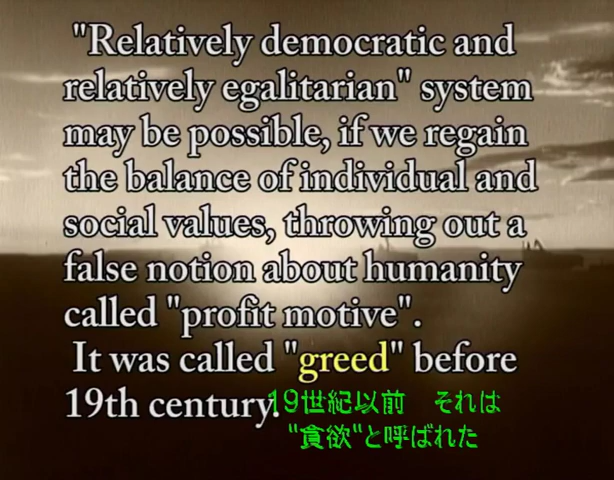 "Relatively democratic and
relatively egalitarian" system
may be possible, if we regain
the balance of individual and
social values, throwing out a
false notion about humanity
called "profit motive".
It was called "greed" before
19th century.
19世紀以前　それは
"貪欲"と呼ばれた